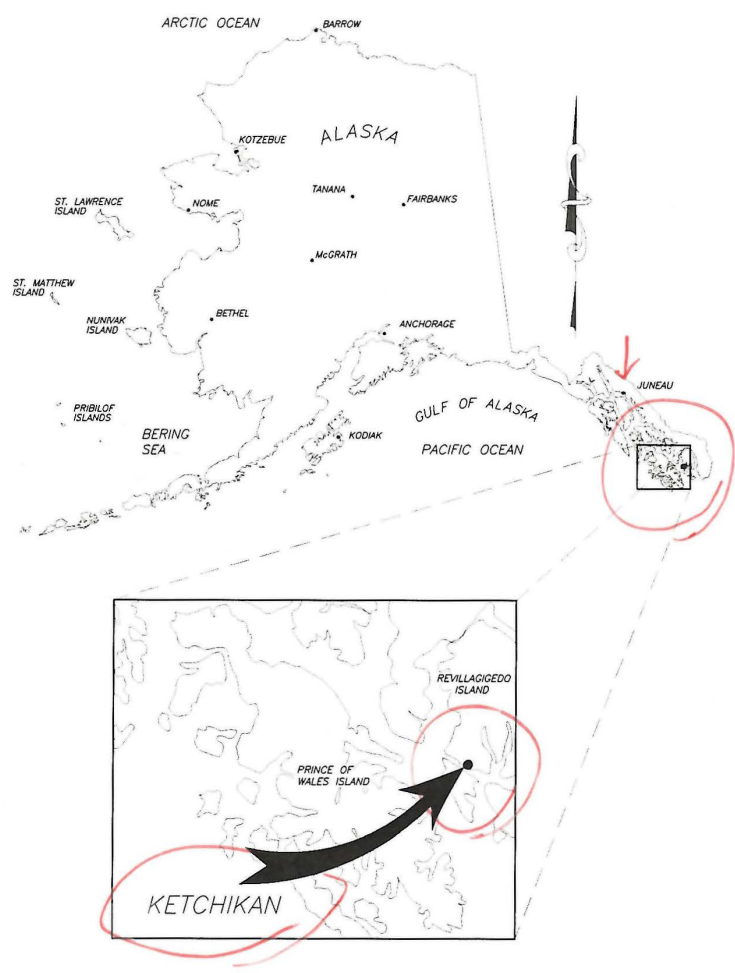 ARCTIC OCEAN
BARROW
KOTZEBUE
ALASKA
TANANA
FAIRBANKS
ST. LAWRENCE
ISLAND
NOME
McGRATH
ST. MATTHEW
ISLAND
NUNIVAK
ISLAND
BETHEL
ANCHORAGE
JUNEAU
PRIBILOF
ISLANDS
BERING
SEA
KODIAK
GULF OF ALASKA
PACIFIC OCEAN
REVILLAGIGEDO
ISLAND
PRINCE OF
WALES ISLAND
KETCHIKAN